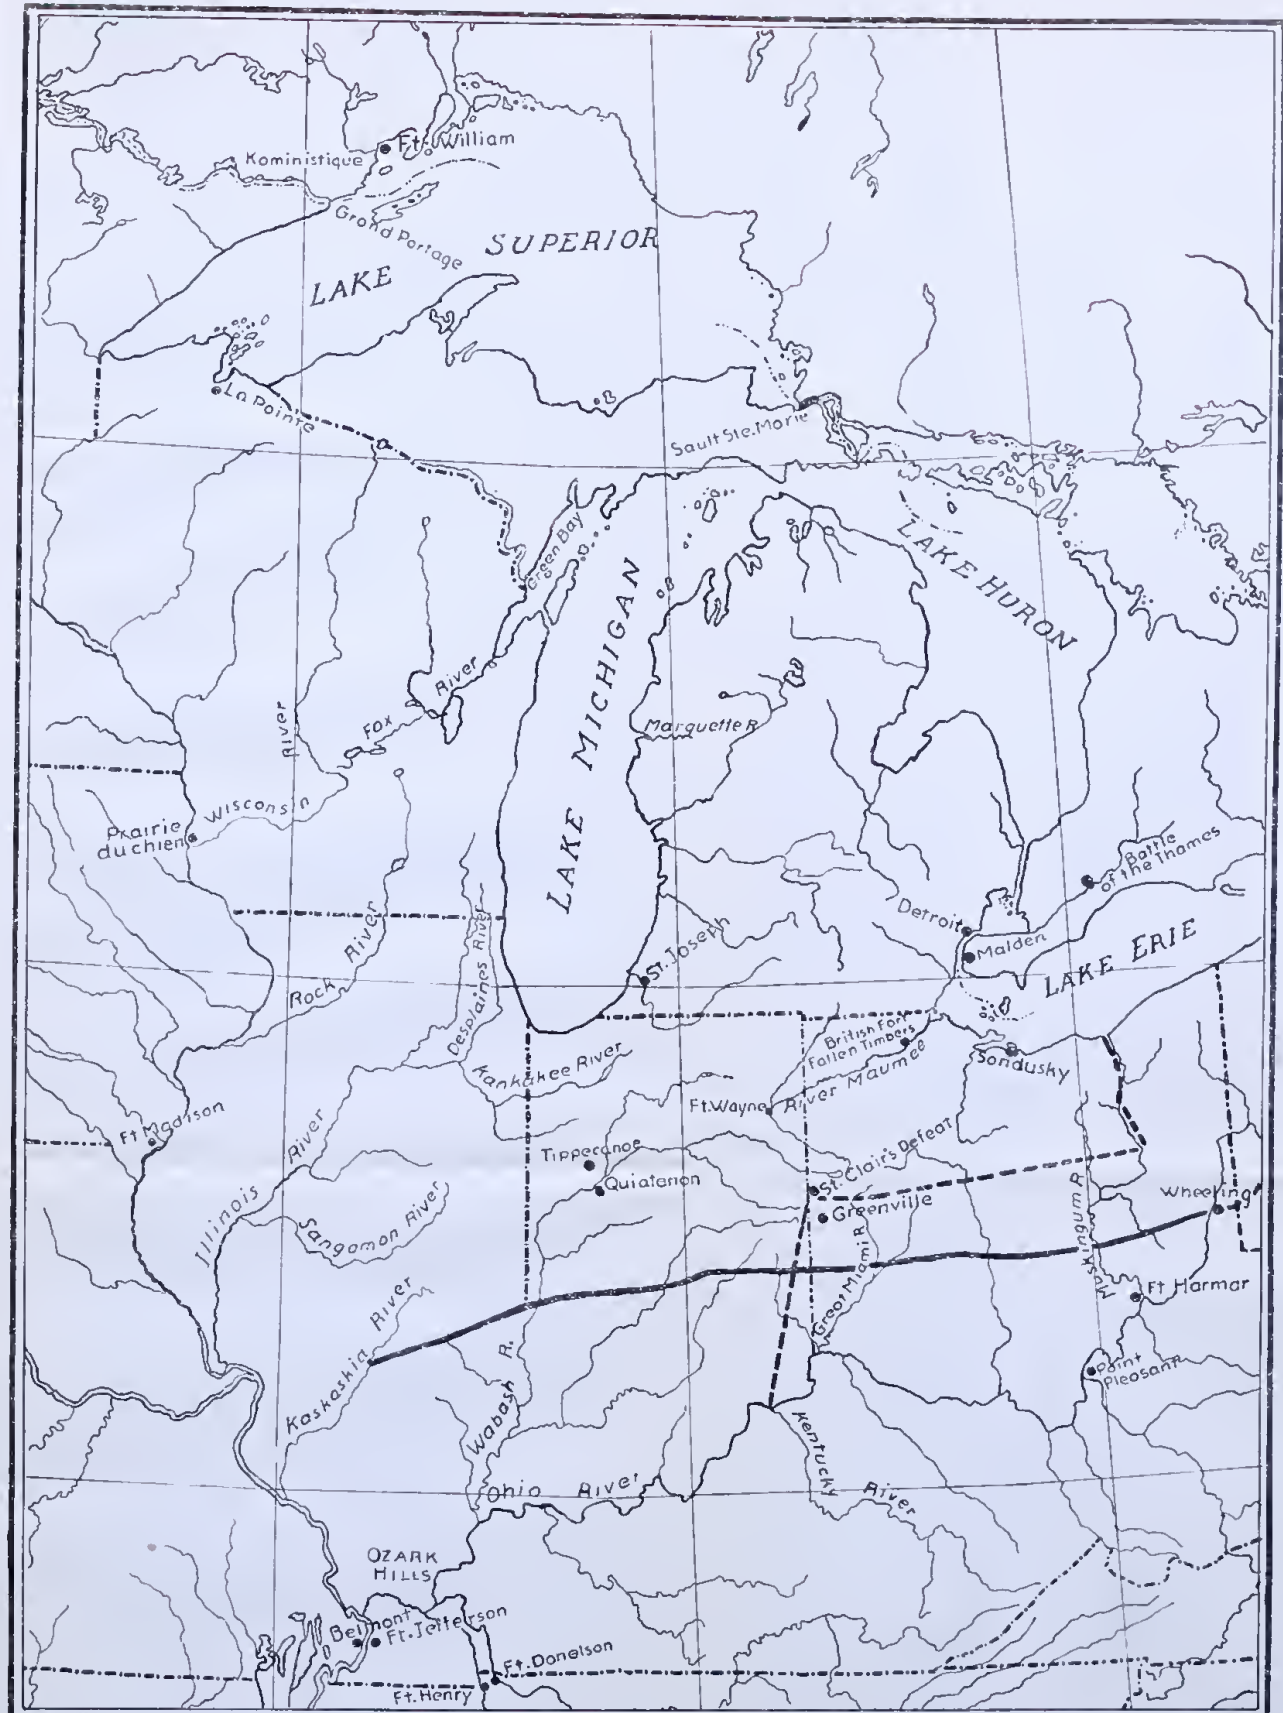 Kominístique
Ft. William
Grand Portage
LAKE SUPERIOR
La Pointe
Sault Ste. Marie
Green Bay
LAKE HURON
LAKE MICHIGAN
Fox River
Marquette R
River
Wisconsin
Prairie
du chien
Battle
of the Thames
Detroit
Malden
LAKE ERIE
St. Joseph
Rock River
Desplaines River
British Fort
Fallen Timbers
Sandusky
Kankakee River
Ft. Wayne
River Maumee
Ft Madison
Illinois River
Tippecanoe
Quiatanon
St. Clair's Defeat
Greenville
Wheeling
Sangamon River
Muskingum R
Great Miami R
Ft Harmar
Kaskaskia River
Wabash R.
Point
Pleasant
Kentucky River
Ohio River
OZARK
HILLS
Belmont
Ft. Jefferson
Ft. Donelson
Ft. Henry